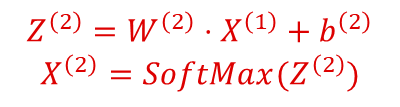 Z^{(2)} = W^{(2)} · X^{(1)} + b^{(2)}
X^{(2)} = SoftMax(Z^{(2)})